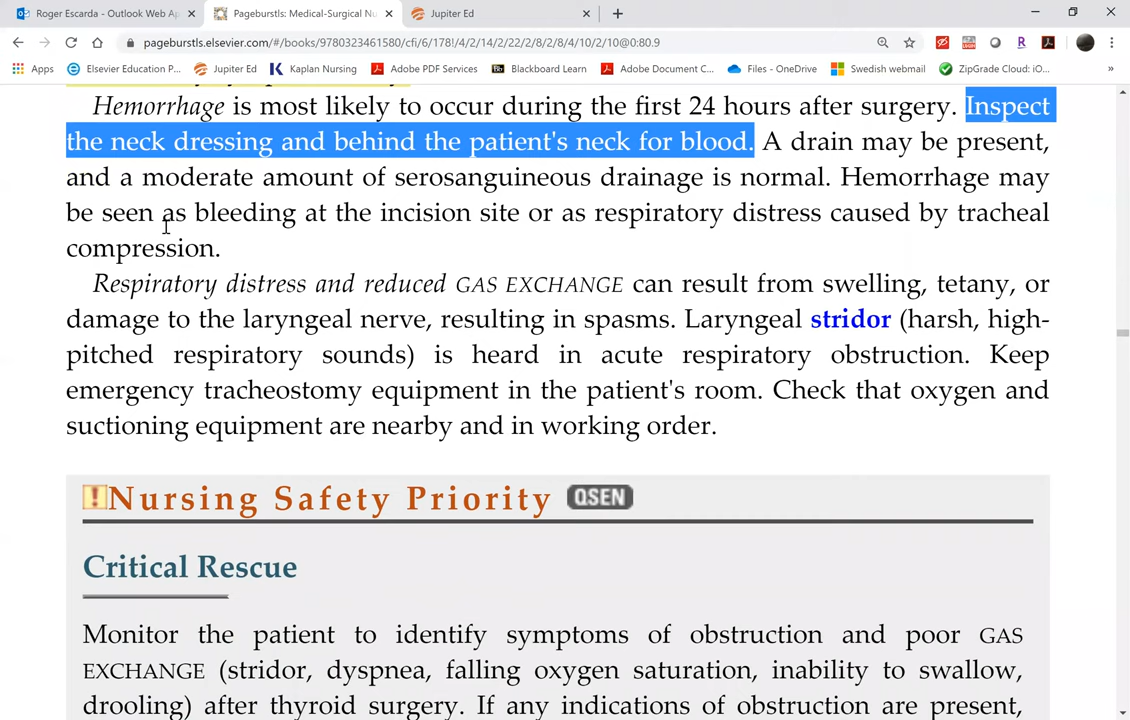 Roger Escarda - Outlook Web Ap
Pageburstls: Medical-Surgical Nu
Jupiter Ed
pageburstls.elsevier.com/#/books/9780323461580/cfi/6/178!/4/2/14/2/22/2/8/2/8/4/10/2/10@0:80.9
Apps
Elsevier Education P...
Jupiter Ed
Kaplan Nursing
Adobe PDF Services
Blackboard Learn
Adobe Document C...
Files - OneDrive
Swedish webmail
ZipGrade Cloud: iO...
»
Hemorrhage is most likely to occur during the first 24 hours after surgery. Inspect
the neck dressing and behind the patient's neck for blood. A drain may be present,
and a moderate amount of serosanguineous drainage is normal. Hemorrhage may
be seen as bleeding at the incision site or as respiratory distress caused by tracheal
compression.
Respiratory distress and reduced GAS EXCHANGE can result from swelling, tetany, or
damage to the laryngeal nerve, resulting in spasms. Laryngeal stridor (harsh, high-
pitched respiratory sounds) is heard in acute respiratory obstruction. Keep
emergency tracheostomy equipment in the patient's room. Check that oxygen and
suctioning equipment are nearby and in working order.
! Nursing Safety Priority QSEN
Critical Rescue
Monitor the patient to identify symptoms of obstruction and poor GAS
EXCHANGE (stridor, dyspnea, falling oxygen saturation, inability to swallow,
drooling) after thyroid surgery. If any indications of obstruction are present,